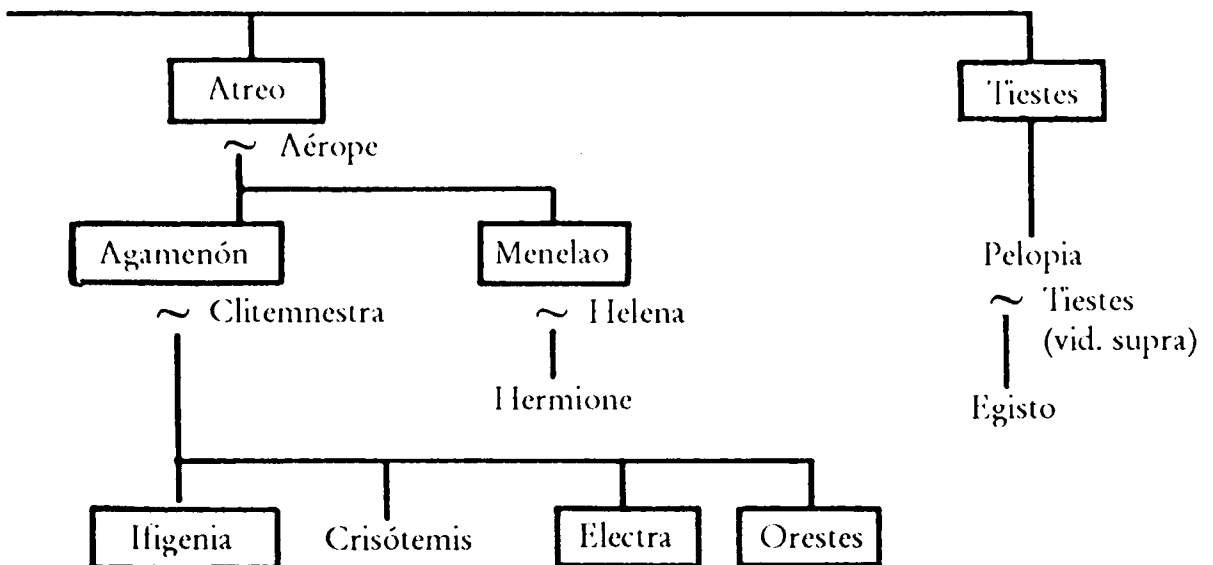 Atreo
Tiestes
~ Aérope
Agamenón
Menelao
Pelopia
~ Clitemnestra
~ Helena
~ Tiestes
(vid. supra)
Hermione
Egisto
Ifigenia
Crisótemis
Electra
Orestes